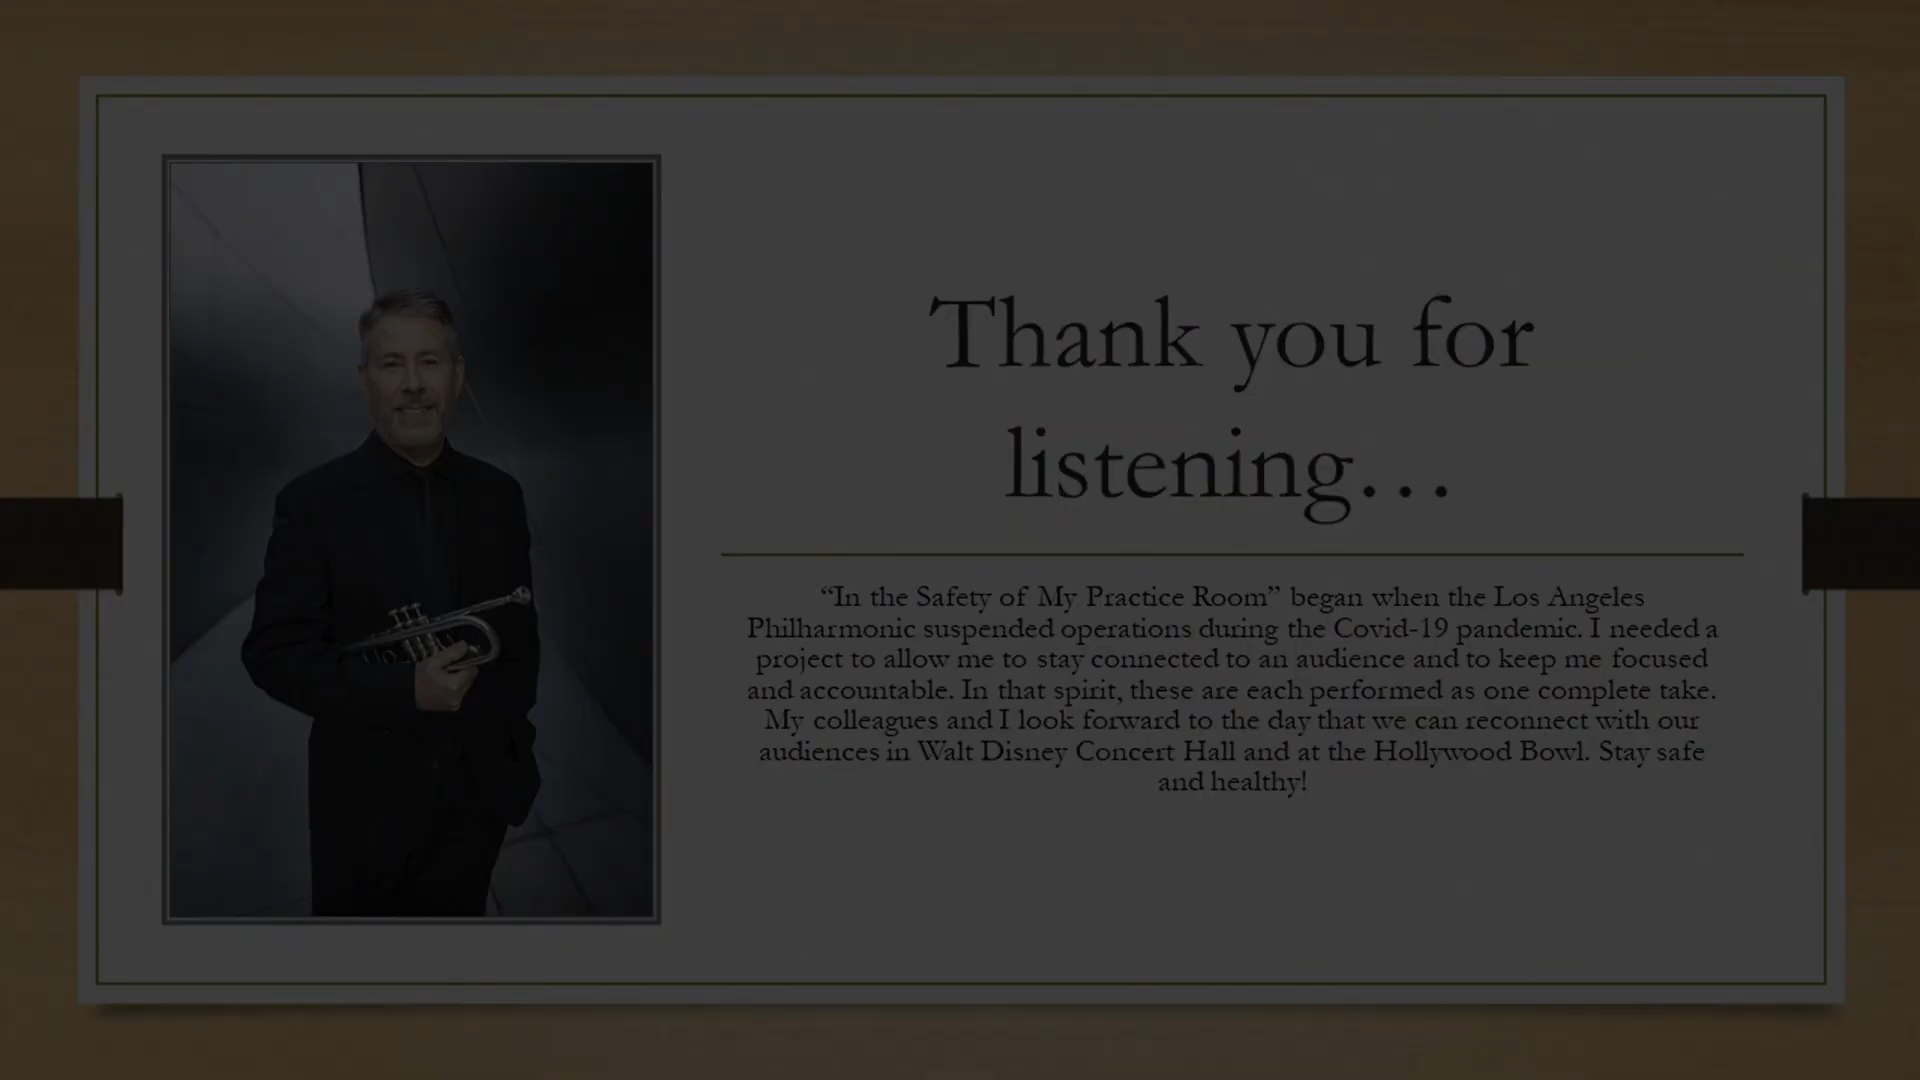 Thank you for
listening…
“In the Safety of My Practice Room” began when the Los Angeles
Philharmonic suspended operations during the Covid-19 pandemic. I needed a
project to allow me to stay connected to an audience and to keep me focused
and accountable. In that spirit, these are each performed as one complete take.
My colleagues and I look forward to the day that we can reconnect with our
audiences in Walt Disney Concert Hall and at the Hollywood Bowl. Stay safe
and healthy!